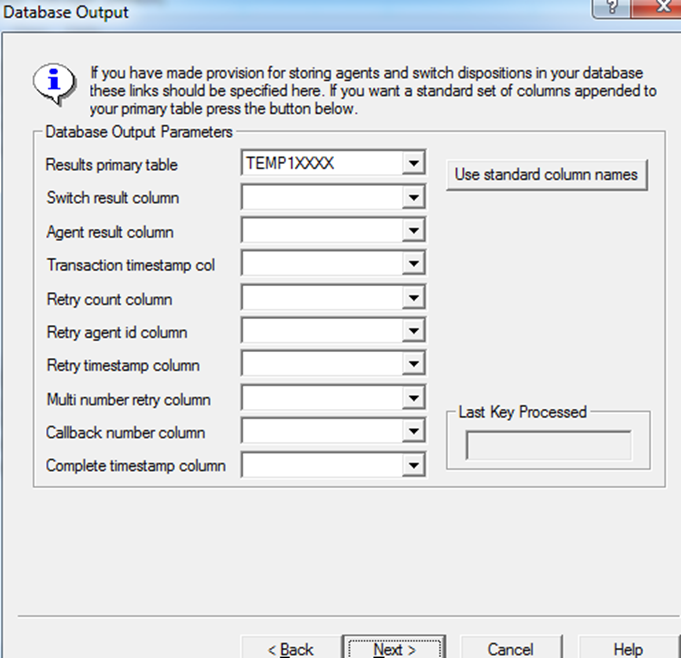 Database Output
?
If you have made provision for storing agents and switch dispositions in your database
these links should be specified here. If you want a standard set of columns appended to
your primary table press the button below.
Database Output Parameters
Results primary table
TEMP1XXXX
Use standard column names
Switch result column
Agent result column
Transaction timestamp col
Retry count column
Retry agent id column
Retry timestamp column
Multi number retry column
Last Key Processed
Callback number column
Complete timestamp column
< Back
Next >
Cancel
Help